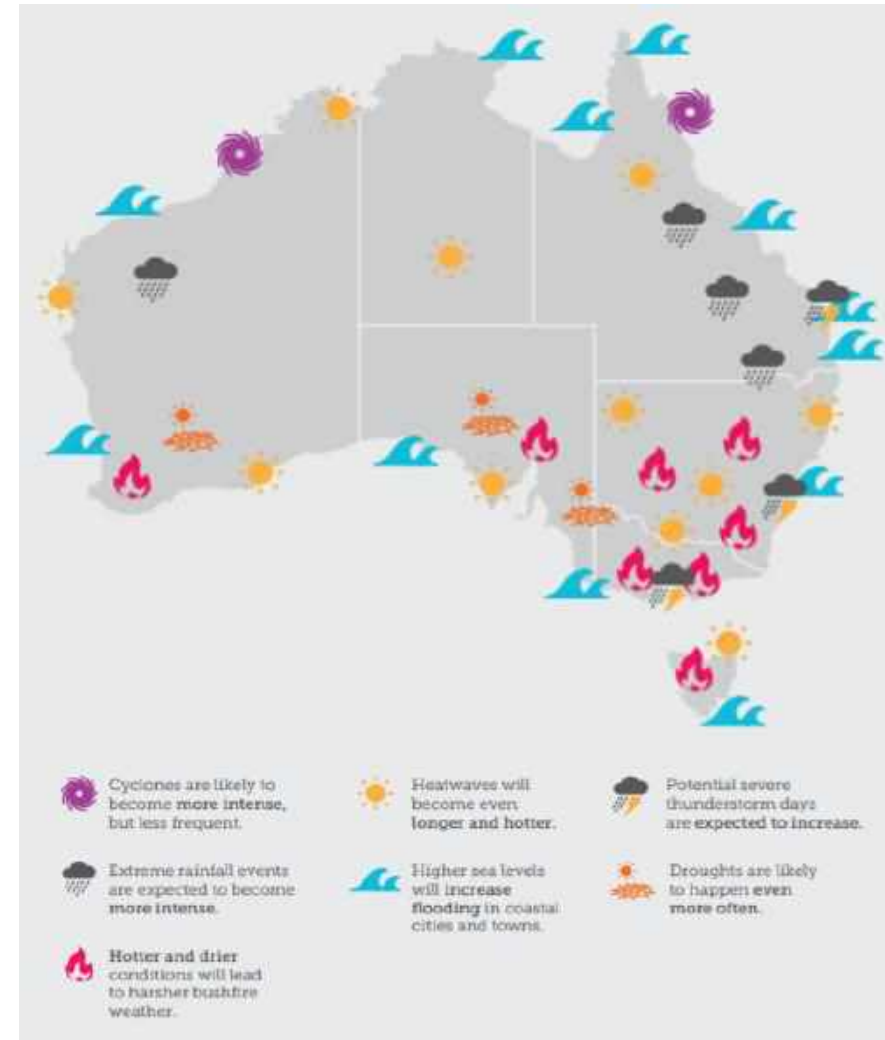 Cyclones are likely to
become more intense,
but less frequent.
Heatwaves will
become even
longer and hotter.
Potential severe
thunderstorm days
are expected to increase.
Extreme rainfall events
are expected to become
more intense.
Higher sea levels
will increase
flooding in coastal
cities and towns.
Droughts are likely
to happen even
more often.
Hotter and drier
conditions will lead
to harsher bushfire
weather.